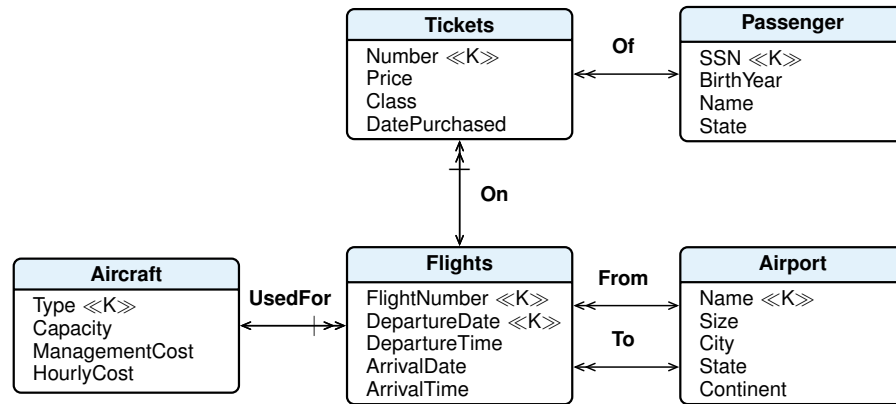 Tickets
Number ≪K≫
Price
Class
DatePurchased
Of
Passenger
SSN ≪K≫
BirthYear
Name
State
On
Aircraft
Type ≪K≫
Capacity
ManagementCost
HourlyCost
UsedFor
Flights
FlightNumber ≪K≫
DepartureDate ≪K≫
DepartureTime
ArrivalDate
ArrivalTime
From
To
Airport
Name ≪K≫
Size
City
State
Continent